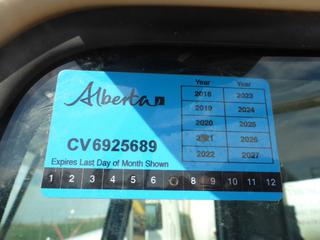 Alberta
Year Year
2018 2023
2019 2024
2020 2025
2021 2026
2022 2027
CV6925689
Expires Last Day of Month Shown
1 2 3 4 5 6 8 9 10 11 12